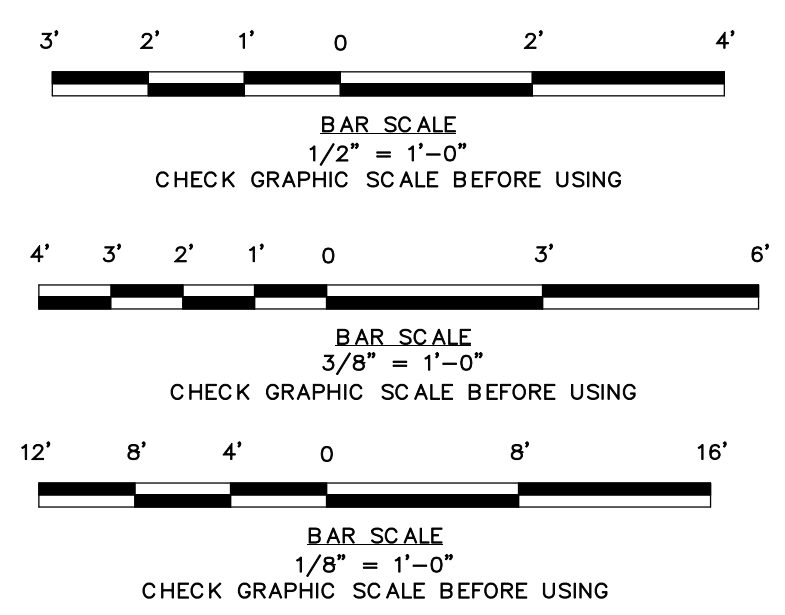 3' 2' 1' 0 2' 4'
BAR SCALE
1/2" = 1'-0"
CHECK GRAPHIC SCALE BEFORE USING
4' 3' 2' 1' 0 3' 6'
BAR SCALE
3/8" = 1'-0"
CHECK GRAPHIC SCALE BEFORE USING
12' 8' 4' 0 8' 16'
BAR SCALE
1/8" = 1'-0"
CHECK GRAPHIC SCALE BEFORE USING